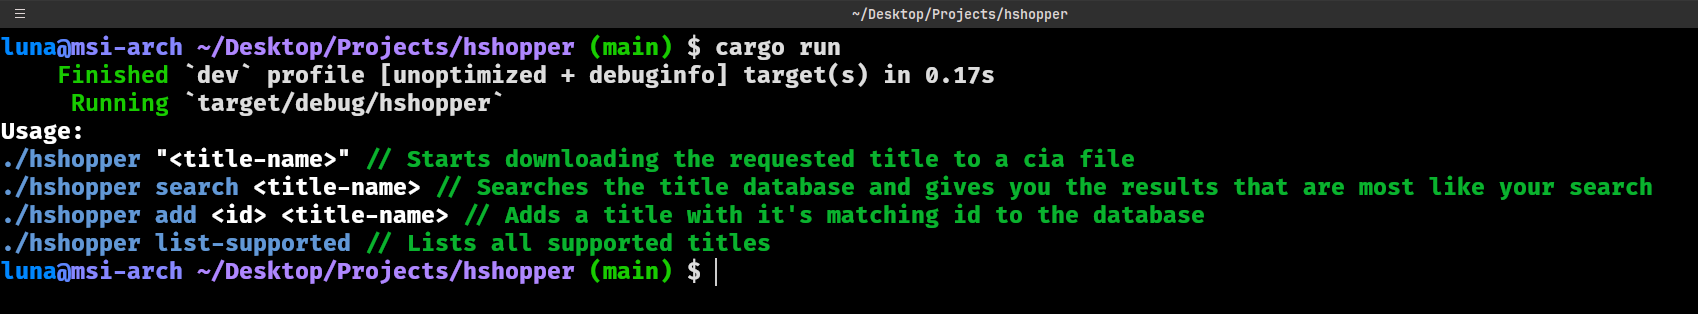 ~/Desktop/Projects/hshopper
luna@msi-arch ~/Desktop/Projects/hshopper (main) $ cargo run
Finished `dev` profile [unoptimized + debuginfo] target(s) in 0.17s
Running `target/debug/hshopper`
Usage:
./hshopper "<title-name>" // Starts downloading the requested title to a cia file
./hshopper search <title-name> // Searches the title database and gives you the results that are most like your search
./hshopper add <id> <title-name> // Adds a title with it's matching id to the database
./hshopper list-supported // Lists all supported titles
luna@msi-arch ~/Desktop/Projects/hshopper (main) $